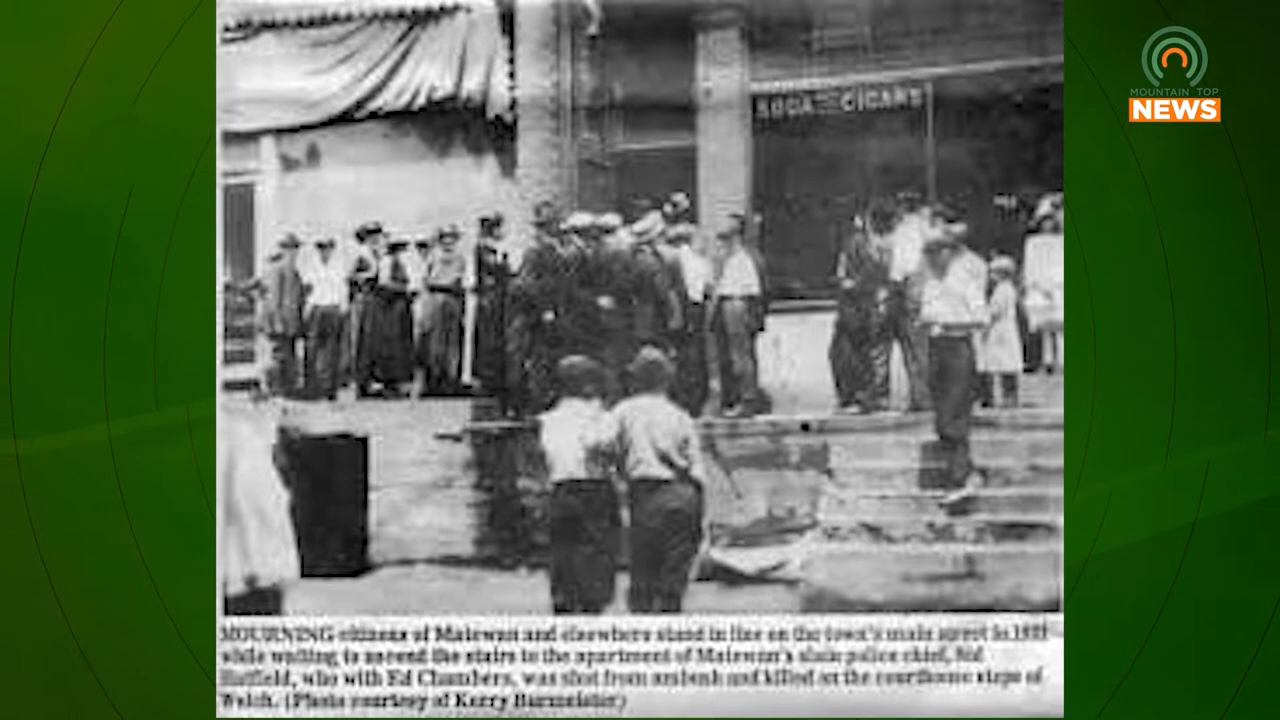 MOUNTAIN TOP
NEWS
SODA CIGARS
MOURNING citizens of Matewan and elsewhere stand in line on the town's main street in 1921
while waiting to ascend the stairs to the apartment of Matewan's slain police chief, Sid
Hatfield, who with Ed Chambers, was shot from ambush and killed on the courthouse steps of
Welch. (Photo courtesy of Kerry Burmeister)